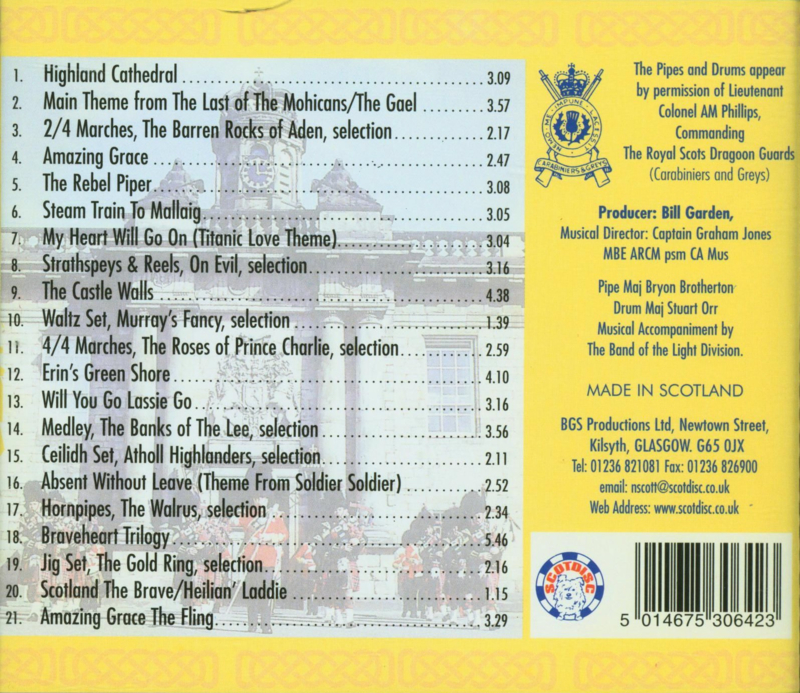 1. Highland Cathedral 3.09
2. Main Theme from The Last of The Mohicans/The Gael 3.57
3. 2/4 Marches, The Barren Rocks of Aden, selection 2.17
4. Amazing Grace 2.47
5. The Rebel Piper 3.08
6. Steam Train To Mallaig 3.05
7. My Heart Will Go On (Titanic Love Theme) 3.04
8. Strathspeys & Reels, On Evil, selection 3.16
9. The Castle Walls 4.38
10. Waltz Set, Murray's Fancy, selection 1.39
11. 4/4 Marches, The Roses of Prince Charlie, selection 2.59
12. Erin's Green Shore 4.10
13. Will You Go Lassie Go 3.16
14. Medley, The Banks of The Lee, selection 3.56
15. Ceilidh Set, Atholl Highlanders, selection 2.11
16. Absent Without Leave (Theme From Soldier Soldier) 2.52
17. Hornpipes, The Walrus, selection 2.34
18. Braveheart Trilogy 5.46
19. Jig Set, The Gold Ring, selection 2.16
20. Scotland The Brave/Heilian' Laddie 1.15
21. Amazing Grace The Fling 3.29
NEMO ME IMPUNE LACESSIT
CARABINIERS & GREYS
The Pipes and Drums appear
by permission of Lieutenant
Colonel AM Phillips,
Commanding
The Royal Scots Dragoon Guards
(Carabiniers and Greys)
Producer: Bill Garden,
Musical Director: Captain Graham Jones
MBE ARCM psm CA Mus
Pipe Maj Bryon Brotherton
Drum Maj Stuart Orr
Musical Accompaniment by
The Band of the Light Division.
MADE IN SCOTLAND
BGS Productions Ltd, Newtown Street,
Kilsyth, GLASGOW. G65 0JX
Tel: 01236 821081 Fax: 01236 826900
email: nscott@scotdisc.co.uk
Web Address: www.scotdisc.co.uk
SCOTDISC
5 014675 306423